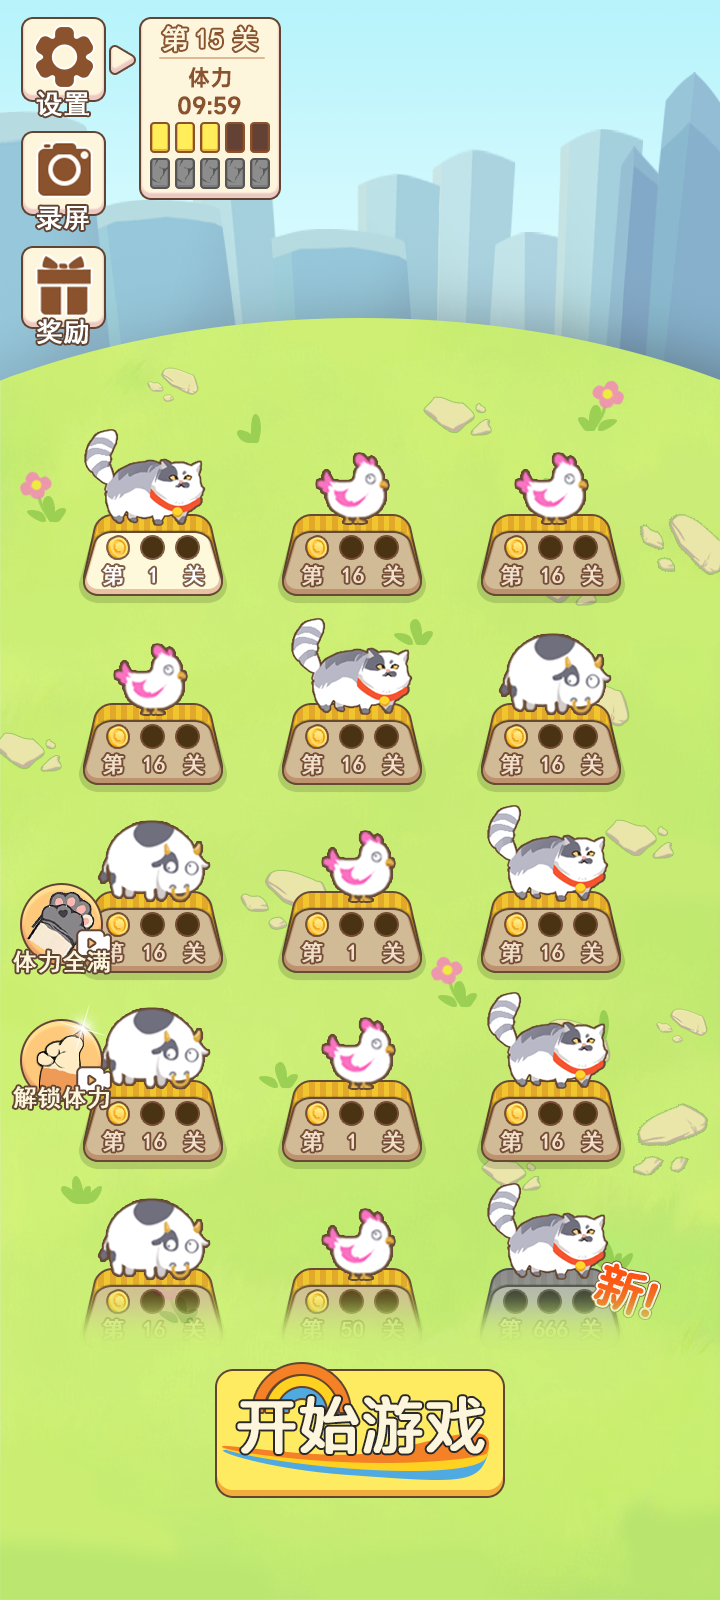 第 15 关
体力
09:59
设置
录屏
奖励
第 1 关
第 16 关
第 16 关
第 16 关
第 16 关
第 16 关
第 16 关
第 1 关
第 16 关
体力全满
第 16 关
第 1 关
第 16 关
解锁体力
第 16 关
第 50 关
第 666 关
新!
开始游戏